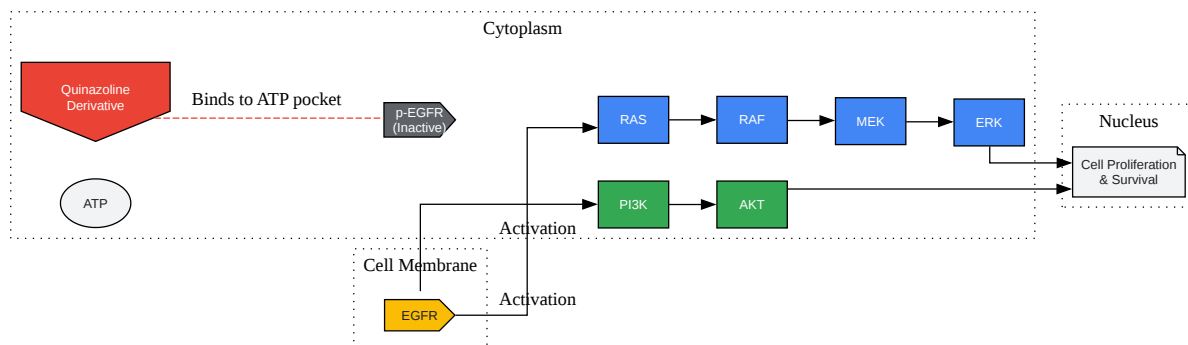 Cytoplasm
Quinazoline
Derivative
Binds to ATP pocket
p-EGFR
(Inactive)
RAS
RAF
MEK
ERK
Nucleus
Cell Proliferation
& Survival
ATP
PI3K
AKT
Activation
Cell Membrane
Activation
EGFR